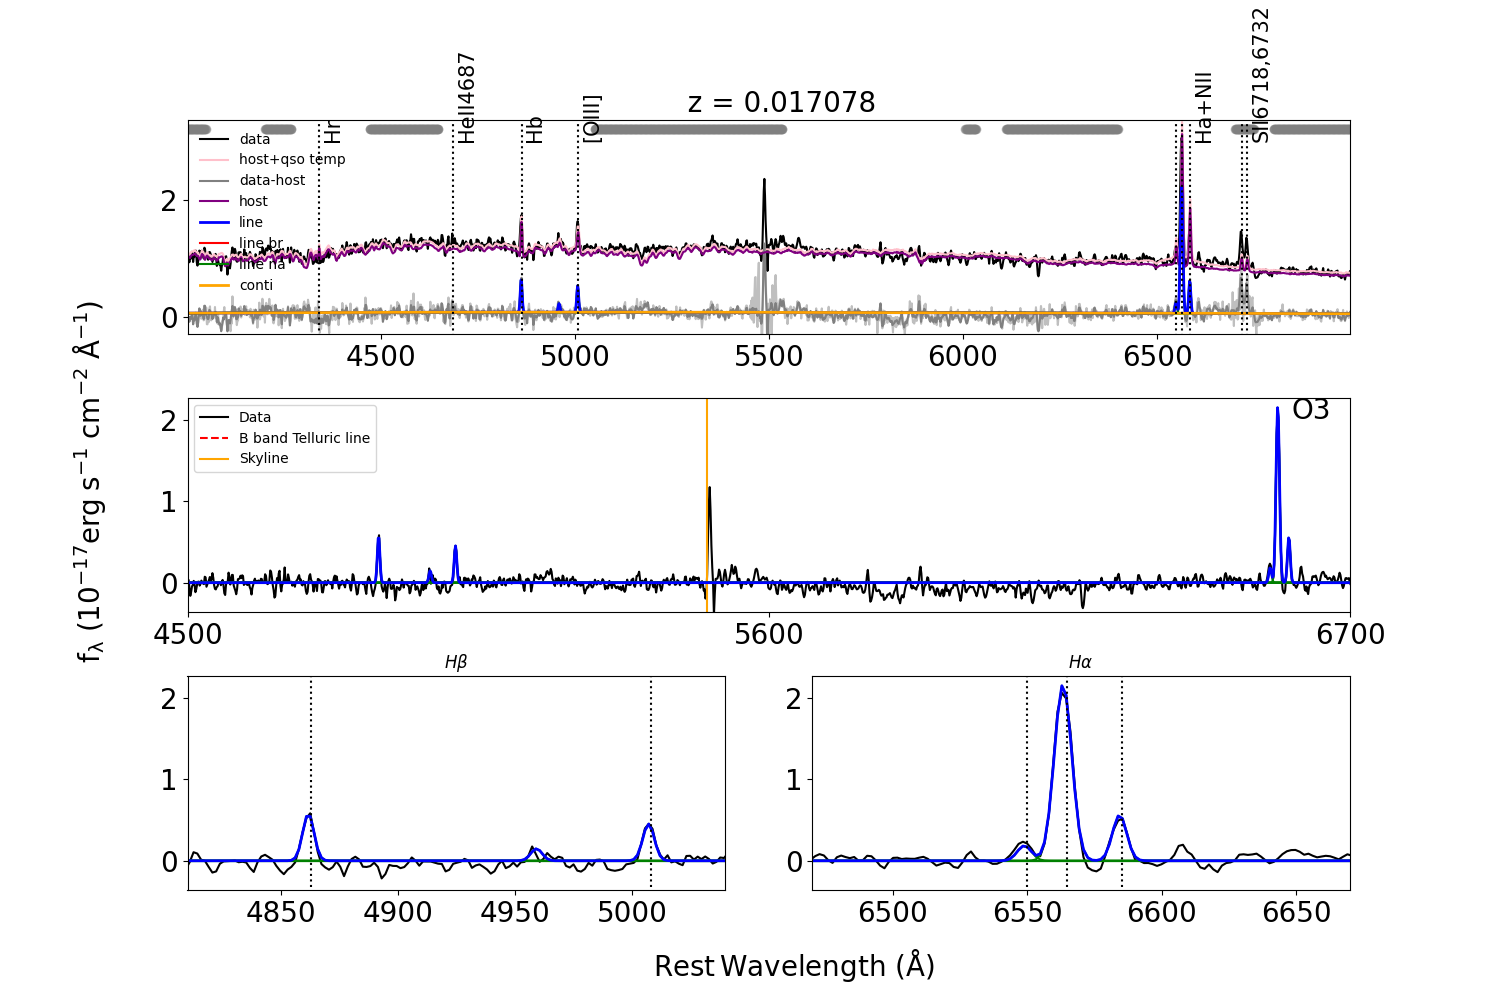 z = 0.017078
Hr
HeII4687
Hb
[OIII]
Ha+NII
SII6718,6732
data
host+qso temp
data-host
host
line
line br
line na
conti
2
0
4500 5000 5500 6000 6500
Data
B band Telluric line
Skyline
O3
2
1
0
4500 5600 6700
fλ (10⁻¹⁷erg s⁻¹ cm⁻² Å⁻¹)
Hβ
2
1
0
4850 4900 4950 5000
Hα
2
1
0
6500 6550 6600 6650
Rest Wavelength (Å)